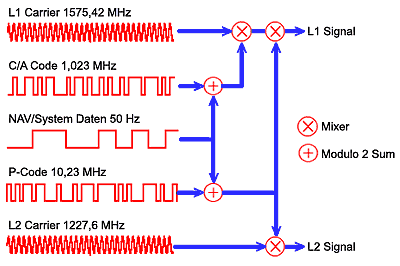 L1 Carrier 1575,42 MHz
L1 Signal
C/A Code 1,023 MHz
NAV/System Daten 50 Hz
Mixer
Modulo 2 Sum
P-Code 10,23 MHz
L2 Carrier 1227,6 MHz
L2 Signal